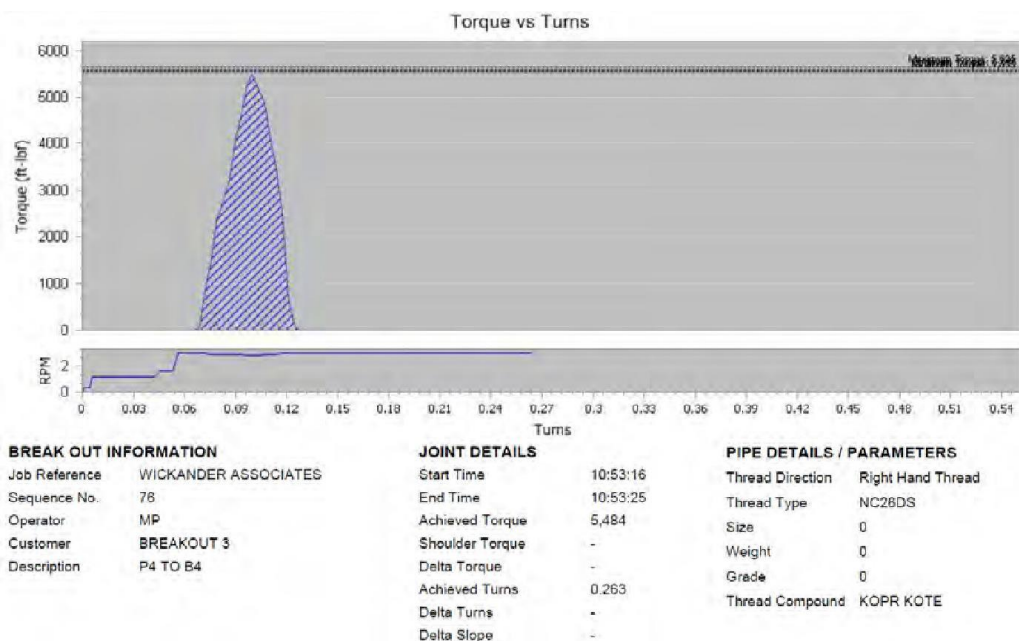 Torque vs Turns
6000
5000
4000
3000
2000
1000
0
Torque (ft-lbf)
2
0
RPM
0 0.03 0.06 0.09 0.12 0.15 0.18 0.21 0.24 0.27 0.3 0.33 0.36 0.39 0.42 0.45 0.48 0.51 0.54
Turns
BREAK OUT INFORMATION
Job Reference WICKANDER ASSOCIATES
Sequence No. 76
Operator MP
Customer BREAKOUT 3
Description P4 TO B4
JOINT DETAILS
Start Time 10:53:16
End Time 10:53:25
Achieved Torque 5,484
Shoulder Torque -
Delta Torque -
Achieved Turns 0.263
Delta Turns -
Delta Slope -
PIPE DETAILS / PARAMETERS
Thread Direction Right Hand Thread
Thread Type NC26DS
Size 0
Weight 0
Grade 0
Thread Compound KOPR KOTE